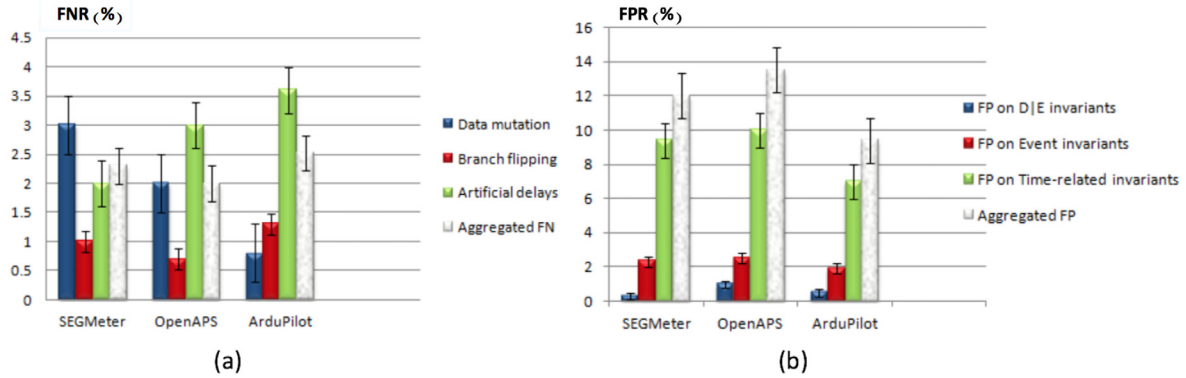 FNR (%)
4.5
4
3.5
3
2.5
2
1.5
1
0.5
0
SEGMeter OpenAPS ArduPilot
Data mutation
Branch flipping
Artificial delays
Aggregated FN
(a)
FPR (%)
16
14
12
10
8
6
4
2
0
SEGMeter OpenAPS ArduPilot
FP on D|E invariants
FP on Event invariants
FP on Time-related invariants
Aggregated FP
(b)